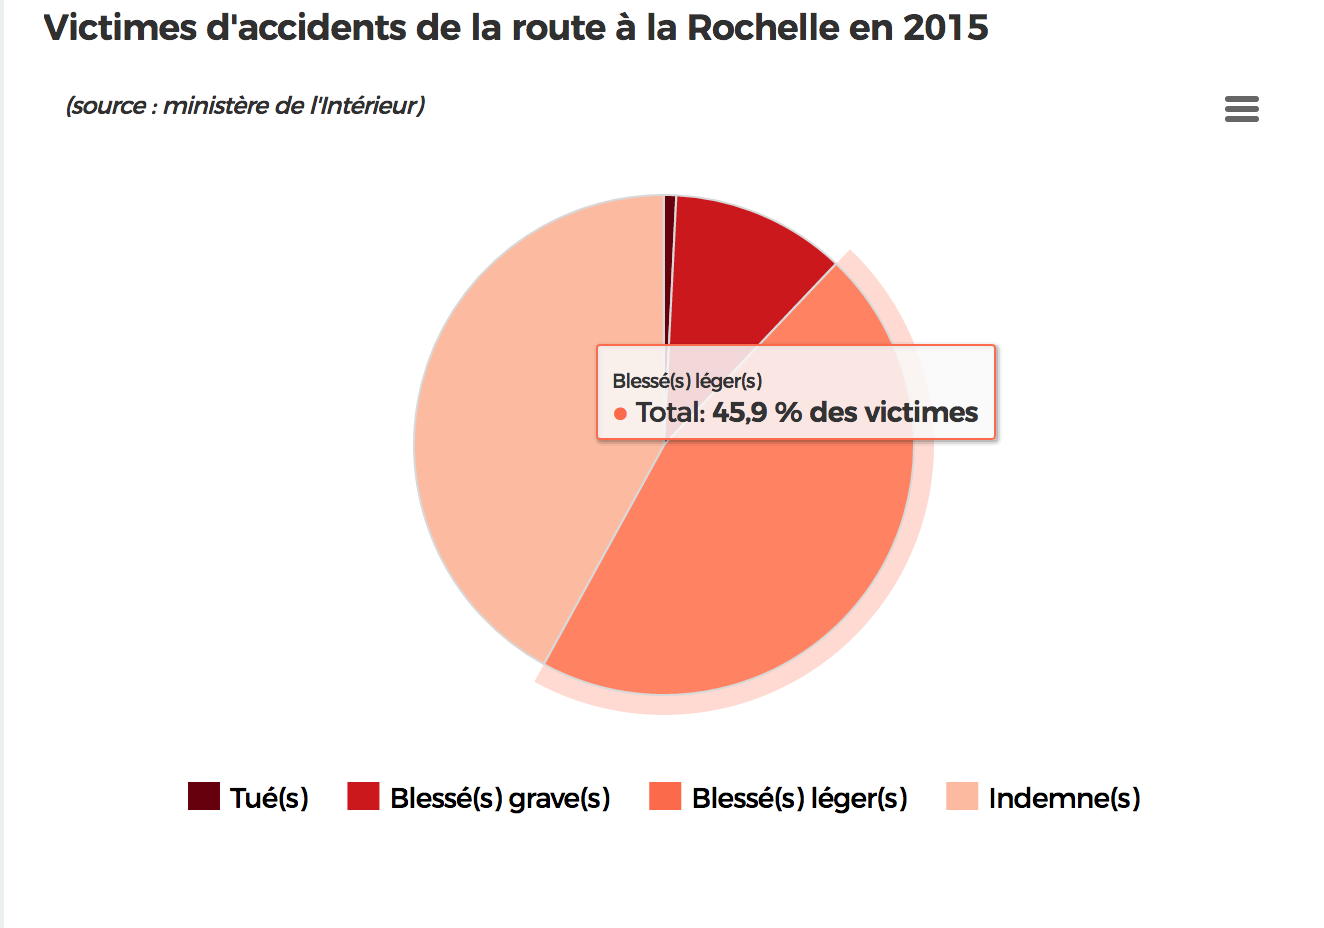 Victimes d'accidents de la route à la Rochelle en 2015
(source : ministère de l'Intérieur)
Blessé(s) léger(s)
● Total: 45,9 % des victimes
Tué(s) Blessé(s) grave(s) Blessé(s) léger(s) Indemne(s)